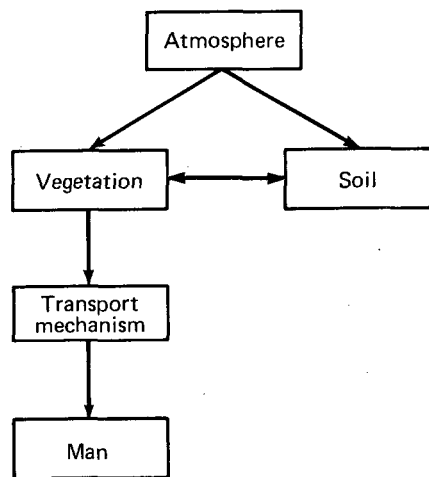 Atmosphere
Vegetation
Soil
Transport
mechanism
Man